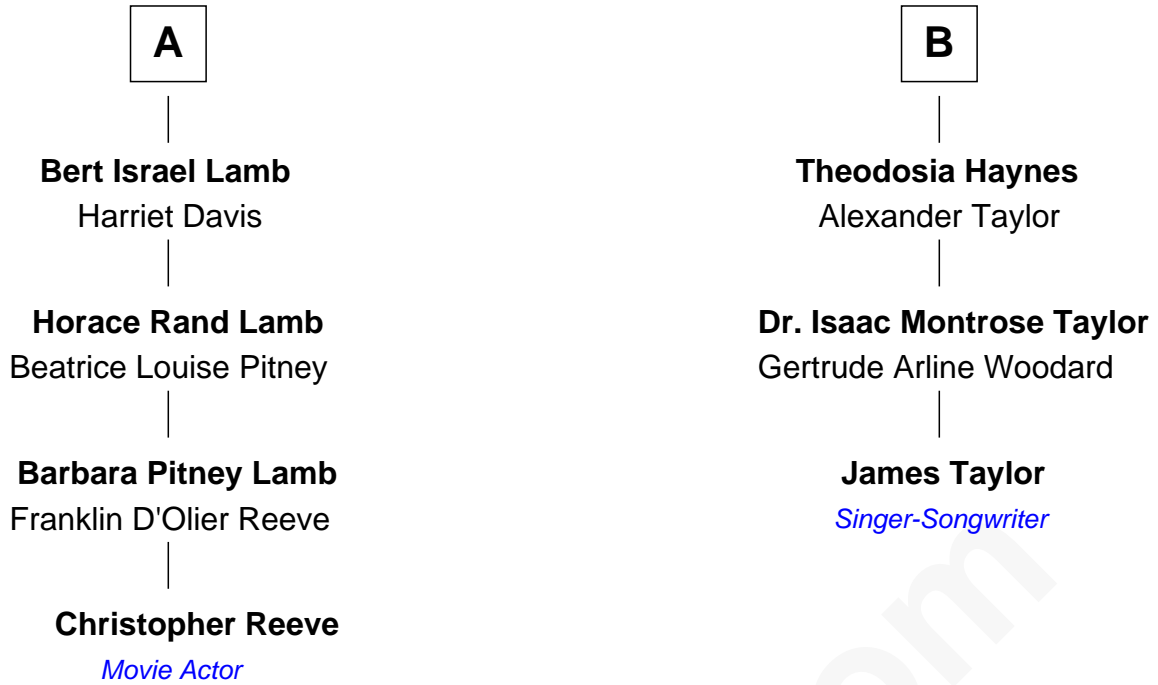 A
Bert Israel Lamb
Harriet Davis
Horace Rand Lamb
Beatrice Louise Pitney
Barbara Pitney Lamb
Franklin D'Olier Reeve
Christopher Reeve
Movie Actor
B
Theodosia Haynes
Alexander Taylor
Dr. Isaac Montrose Taylor
Gertrude Arline Woodard
James Taylor
Singer-Songwriter
om